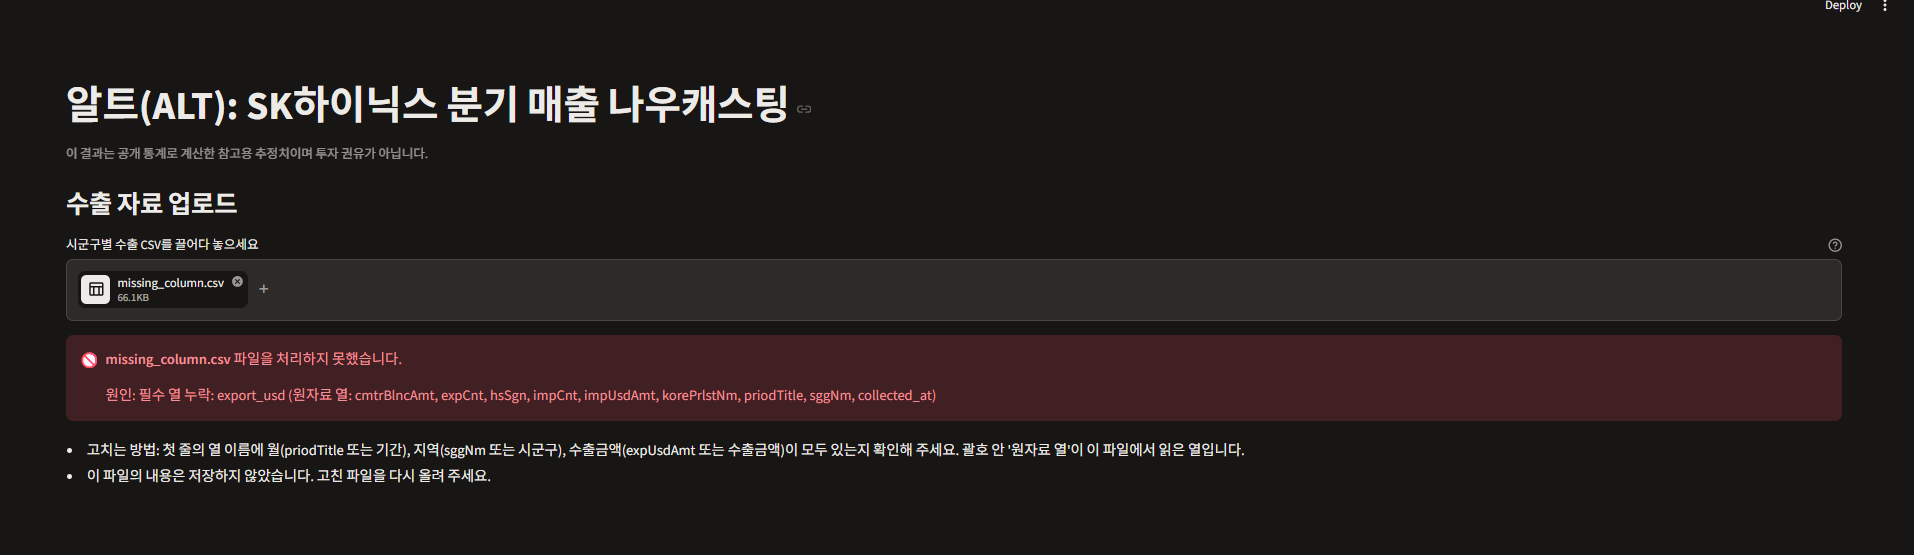 Deploy
알트(ALT): SK하이닉스 분기 매출 나우캐스팅
이 결과는 공개 통계로 계산한 참고용 추정치이며 투자 권유가 아닙니다.
수출 자료 업로드
시군구별 수출 CSV를 끌어다 놓으세요
missing_column.csv
66.1KB
missing_column.csv 파일을 처리하지 못했습니다.
원인: 필수 열 누락: export_usd (원자료 열: cmtrBlncAmt, expCnt, hsSgn, impCnt, impUsdAmt, korePrlstNm, priodTitle, sggNm, collected_at)
고치는 방법: 첫 줄의 열 이름에 월(priodTitle 또는 기간), 지역(sggNm 또는 시군구), 수출금액(expUsdAmt 또는 수출금액)이 모두 있는지 확인해 주세요. 괄호 안 '원자료 열'이 이 파일에서 읽은 열입니다.
이 파일의 내용은 저장하지 않았습니다. 고친 파일을 다시 올려 주세요.